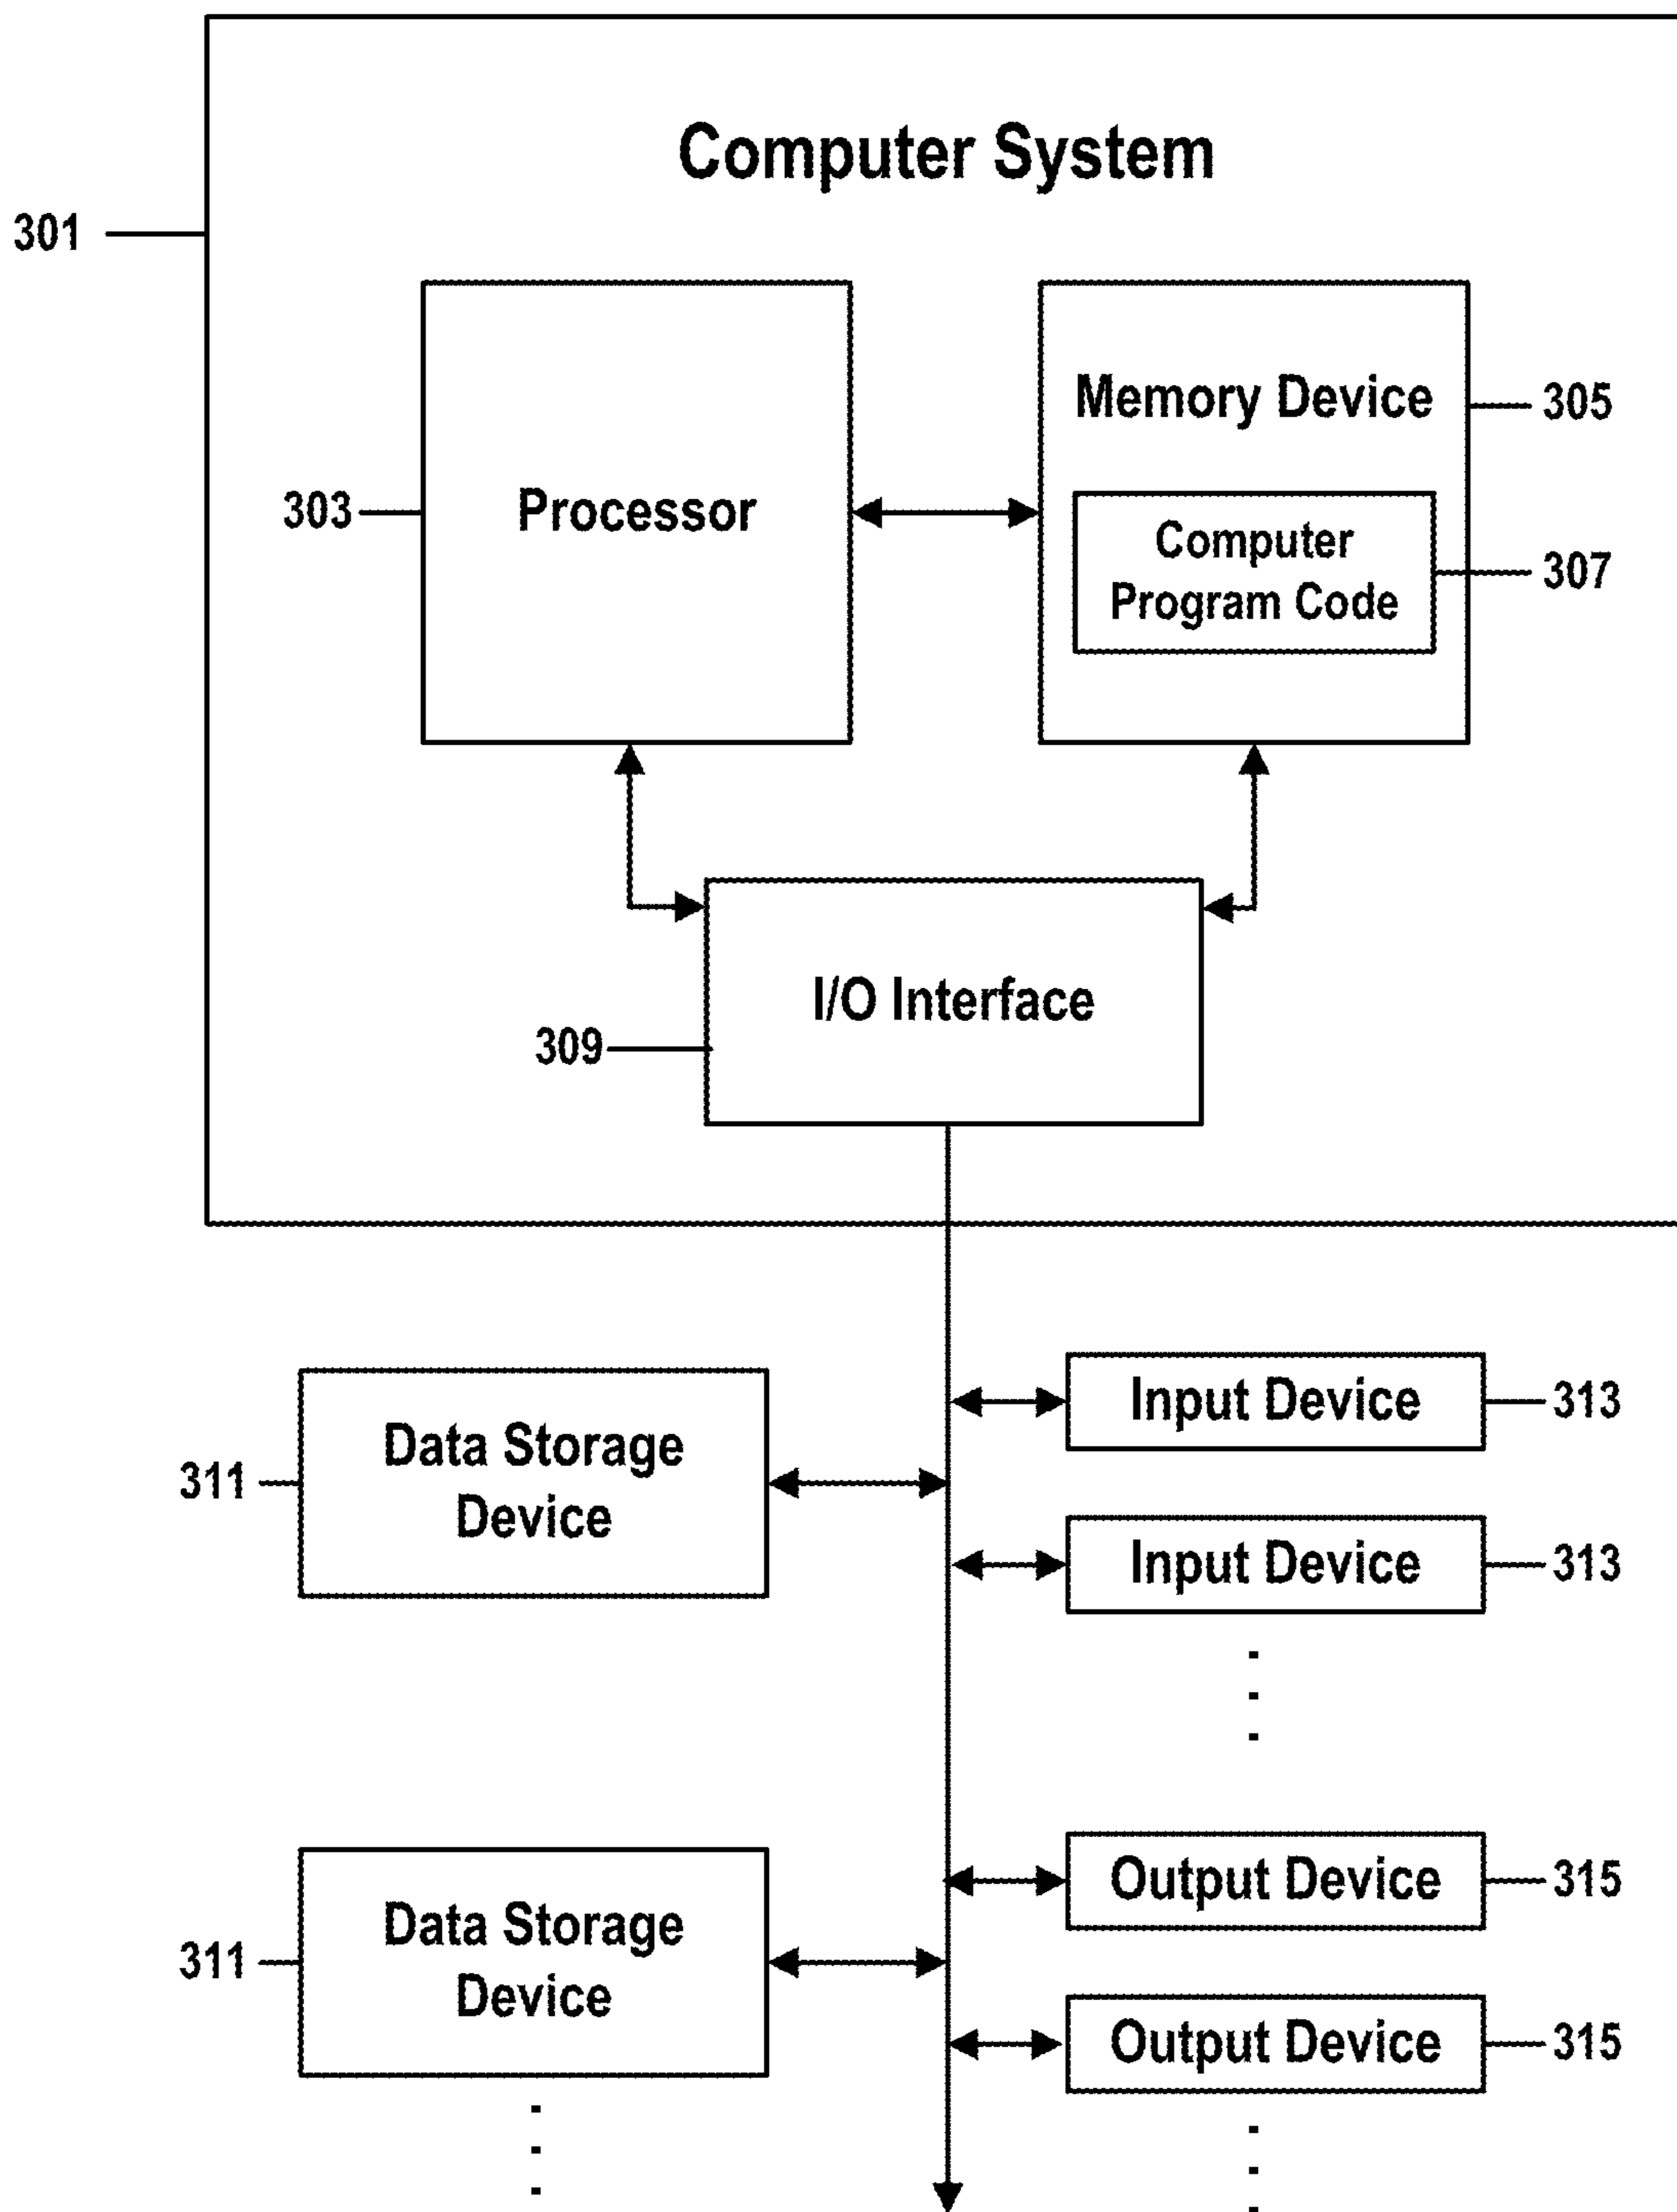 Computer System
301
Memory Device
305
303
Processor
Computer
Program Code
307
I/O Interface
309
Input Device
313
Data Storage
Device
311
Input Device
313
Output Device
315
Data Storage
Device
311
Output Device
315